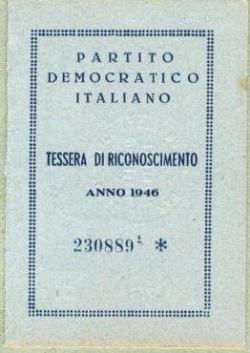 PARTITO
DEMOCRATICO
ITALIANO
TESSERA DI RICONOSCIMENTO
ANNO 1946
230889 *